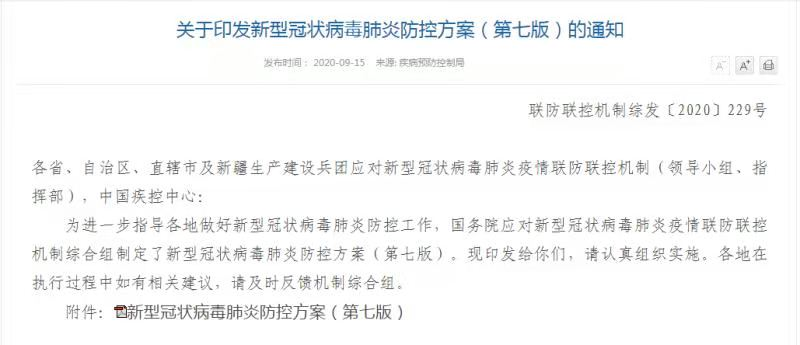 关于印发新型冠状病毒肺炎防控方案（第七版）的通知
发布时间： 2020-09-15 来源: 疾病预防控制局
A- A+
联防联控机制综发〔2020〕229号
各省、自治区、直辖市及新疆生产建设兵团应对新型冠状病毒肺炎疫情联防联控机制（领导小组、指
挥部），中国疾控中心：
为进一步指导各地做好新型冠状病毒肺炎防控工作，国务院应对新型冠状病毒肺炎疫情联防联控
机制综合组制定了新型冠状病毒肺炎防控方案（第七版）。现印发给你们，请认真组织实施。各地在
执行过程中如有相关建议，请及时反馈机制综合组。
附件：新型冠状病毒肺炎防控方案（第七版）